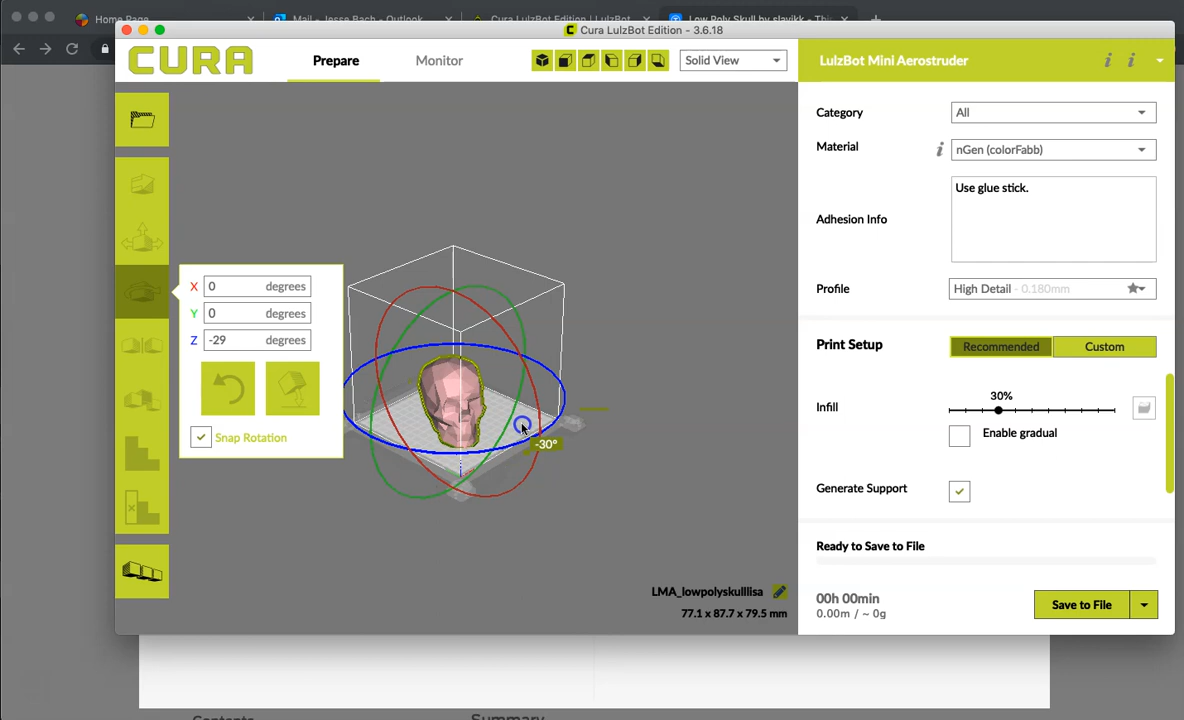 Home Page
Mail - Jesse Bach - Outlook
Cura LulzBot Edition | LulzBot
Low Poly Skull by slavikk - Thi
Cura LulzBot Edition - 3.6.18
CURA
Prepare
Monitor
Solid View
LulzBot Mini Aerostruder
Category
All
Material
nGen (colorFabb)
Adhesion Info
Use glue stick.
Profile
High Detail - 0.180mm
Print Setup
Recommended
Custom
Infill
30%
Enable gradual
Generate Support
Ready to Save to File
00h 00min
0.00m / ~ 0g
Save to File
X 0 degrees
Y 0 degrees
Z -29 degrees
Snap Rotation
-30°
LMA_lowpolyskulllisa
77.1 x 87.7 x 79.5 mm
Contents
Summary